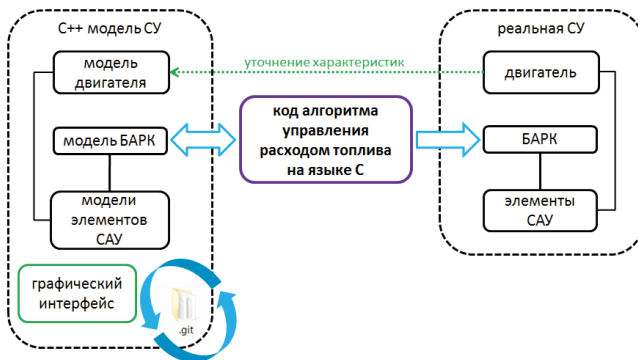 С++ модель СУ
модель
двигателя
модель БАРК
модели
элементов
САУ
графический
интерфейс
.git
уточнение характеристик
код алгоритма
управления
расходом топлива
на языке С
реальная СУ
двигатель
БАРК
элементы
САУ